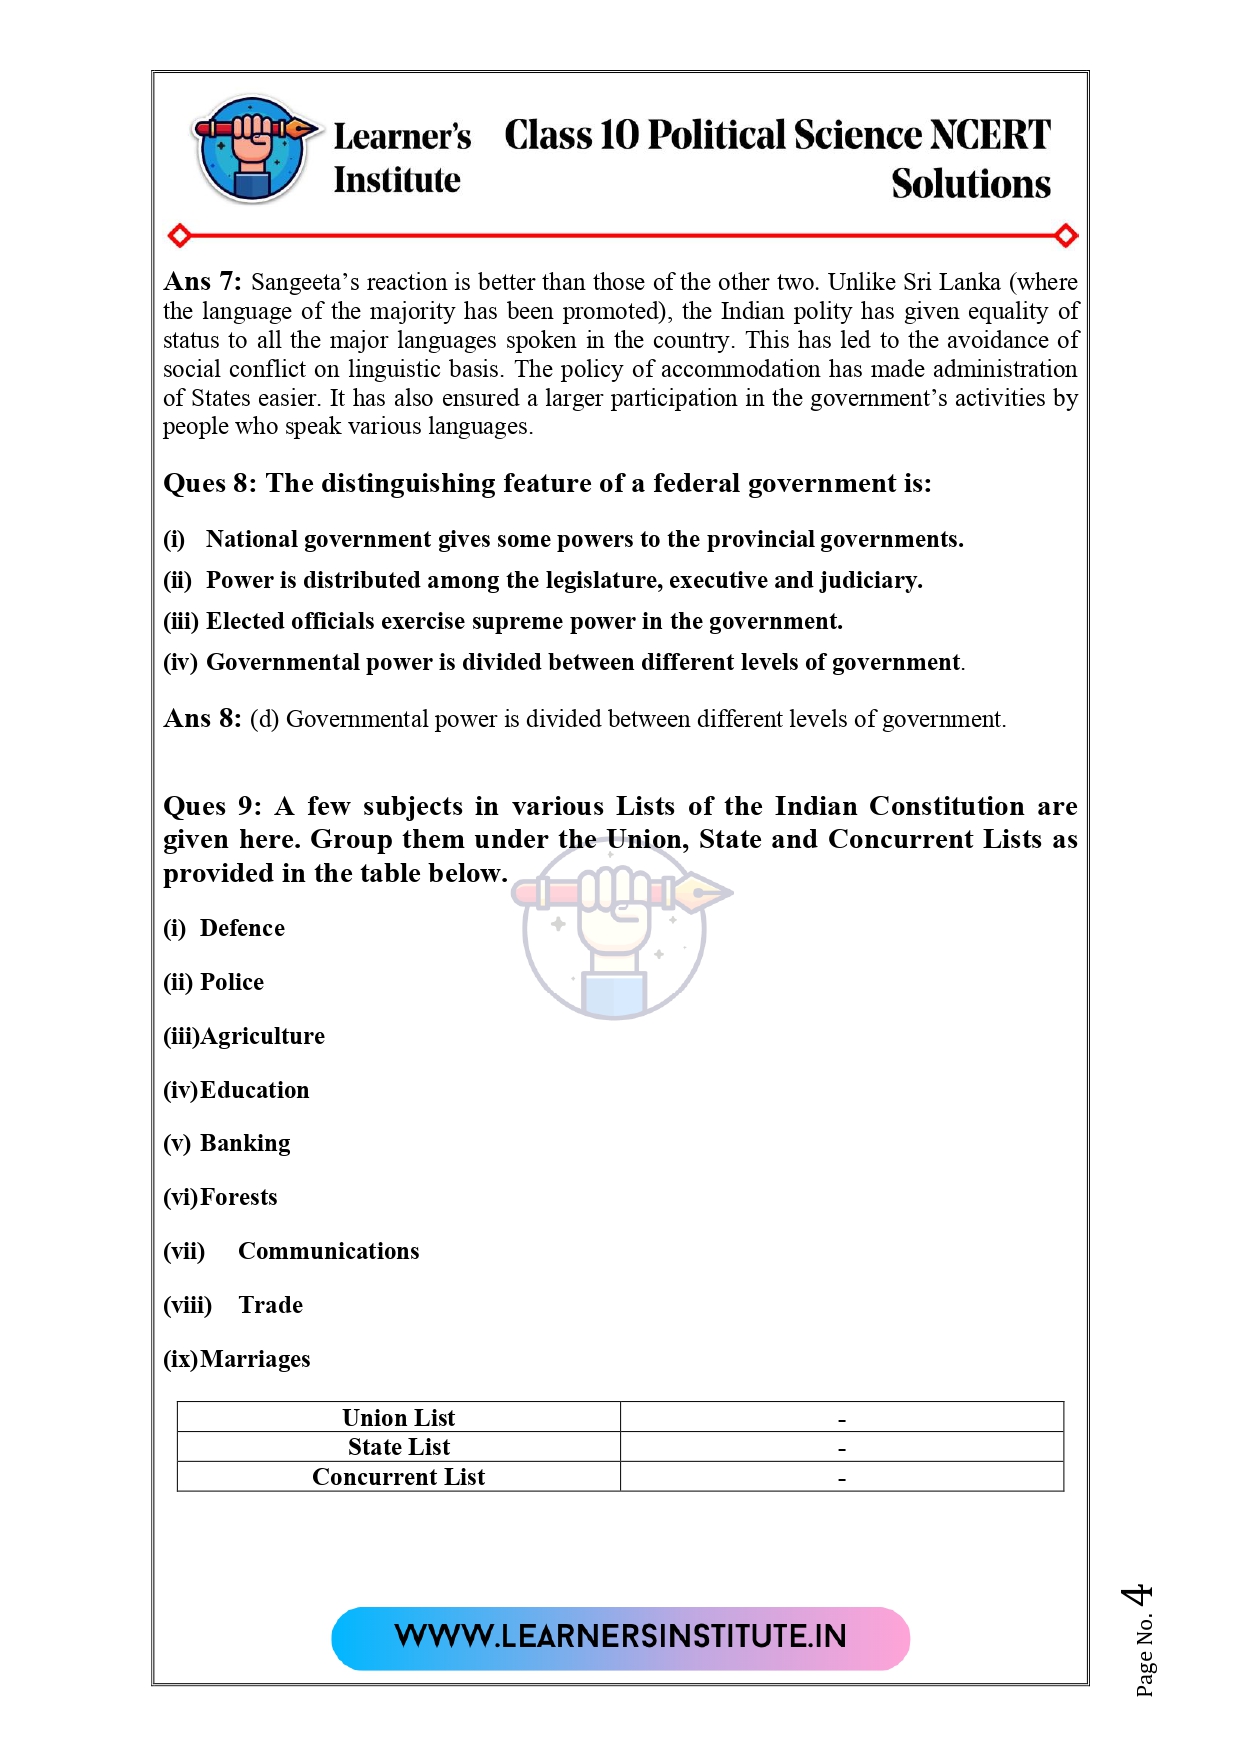 Learner's
Institute
Class 10 Political Science NCERT
Solutions
Ans 7: Sangeeta’s reaction is better than those of the other two. Unlike Sri Lanka (where
the language of the majority has been promoted), the Indian polity has given equality of
status to all the major languages spoken in the country. This has led to the avoidance of
social conflict on linguistic basis. The policy of accommodation has made administration
of States easier. It has also ensured a larger participation in the government’s activities by
people who speak various languages.
Ques 8: The distinguishing feature of a federal government is:
(i) National government gives some powers to the provincial governments.
(ii) Power is distributed among the legislature, executive and judiciary.
(iii) Elected officials exercise supreme power in the government.
(iv) Governmental power is divided between different levels of government.
Ans 8: (d) Governmental power is divided between different levels of government.
Ques 9: A few subjects in various Lists of the Indian Constitution are
given here. Group them under the Union, State and Concurrent Lists as
provided in the table below.
(i) Defence
(ii) Police
(iii)Agriculture
(iv)Education
(v) Banking
(vi)Forests
(vii) Communications
(viii) Trade
(ix)Marriages
Union List -
State List -
Concurrent List -
WWW.LEARNERSINSTITUTE.IN
Page No. 4